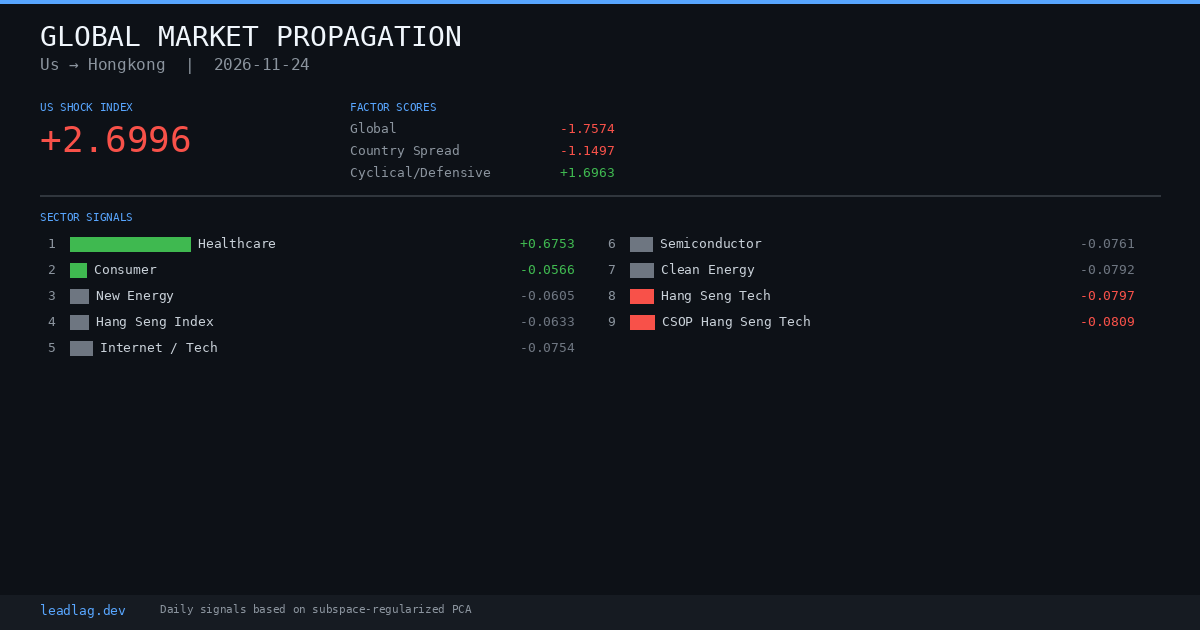 GLOBAL MARKET PROPAGATION
Us → Hongkong | 2026-11-24
US SHOCK INDEX
+2.6996
FACTOR SCORES
Global -1.7574
Country Spread -1.1497
Cyclical/Defensive +1.6963
SECTOR SIGNALS
1 Healthcare +0.6753
2 Consumer -0.0566
3 New Energy -0.0605
4 Hang Seng Index -0.0633
5 Internet / Tech -0.0754
6 Semiconductor -0.0761
7 Clean Energy -0.0792
8 Hang Seng Tech -0.0797
9 CSOP Hang Seng Tech -0.0809
leadlag.dev Daily signals based on subspace-regularized PCA